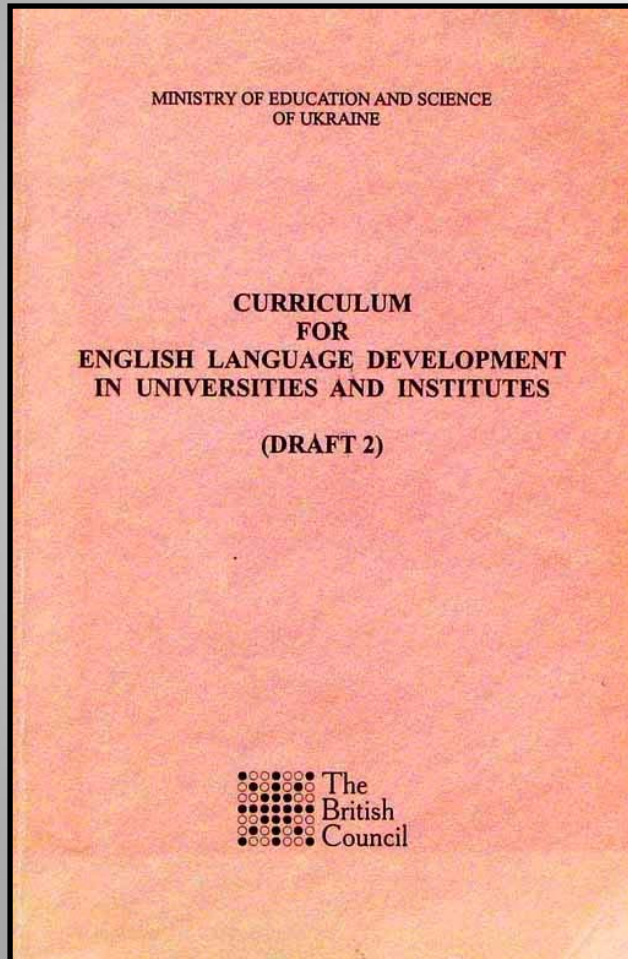 MINISTRY OF EDUCATION AND SCIENCE
OF UKRAINE
CURRICULUM
FOR
ENGLISH LANGUAGE DEVELOPMENT
IN UNIVERSITIES AND INSTITUTES
(DRAFT 2)
The
British
Council